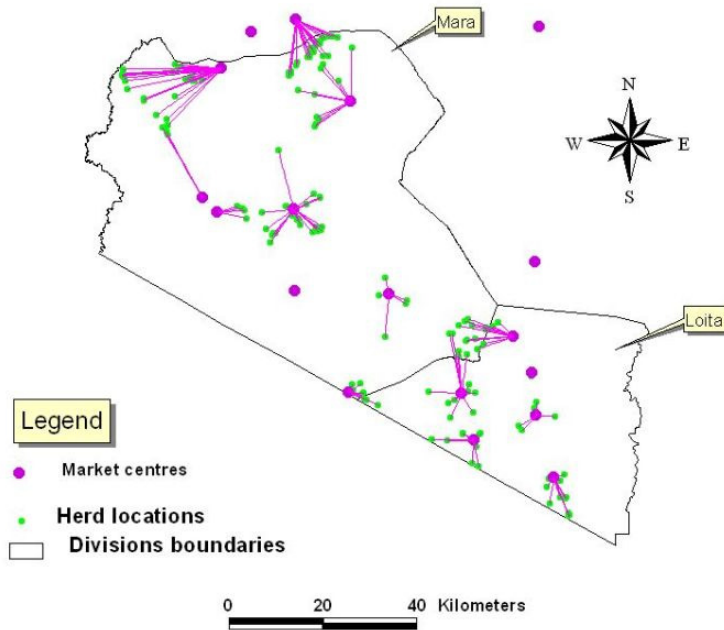 Mara
N
W E
S
Loita
Legend
Market centres
Herd locations
Divisions boundaries
0 20 40 Kilometers